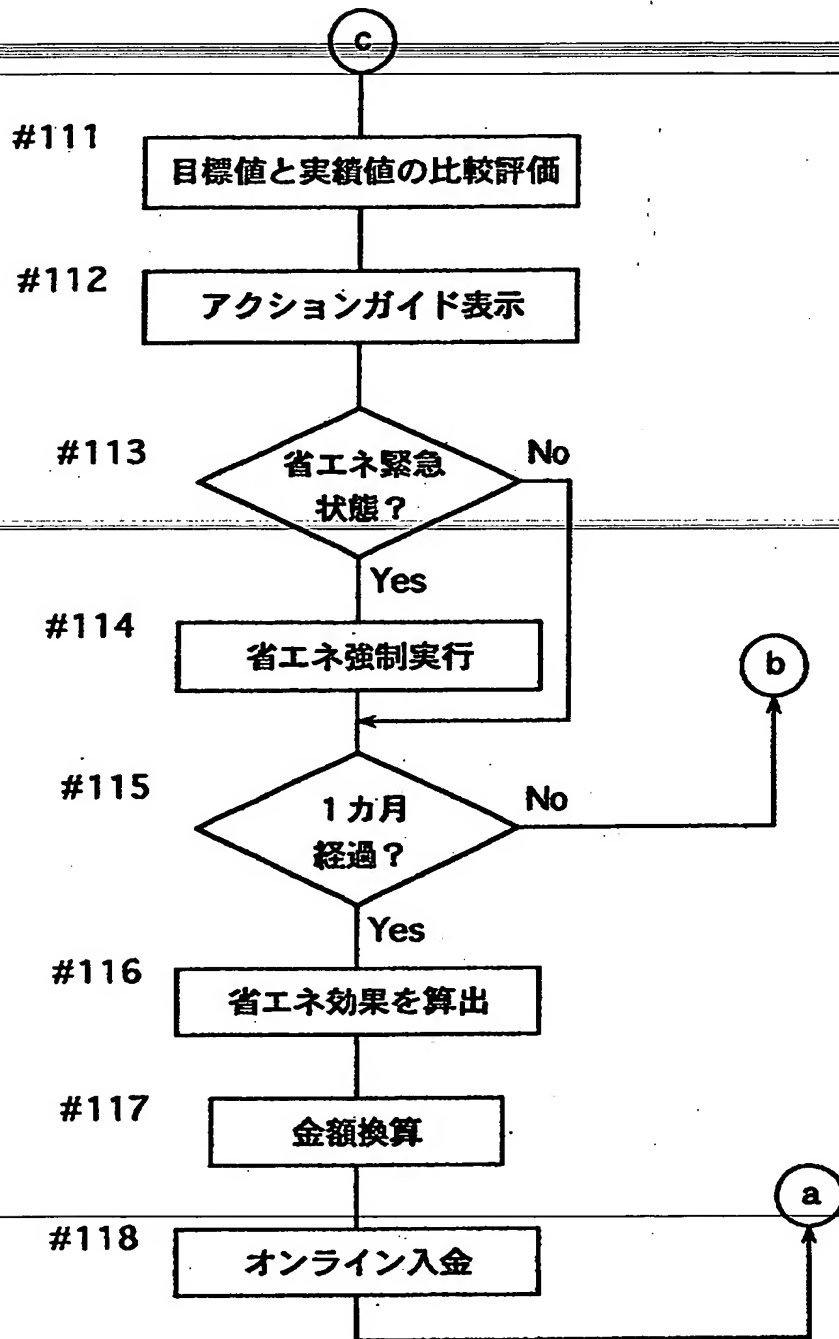 c
#111
目標値と実績値の比較評価
#112
アクションガイド表示
#113
省エネ緊急
状態？
No
Yes
#114
省エネ強制実行
b
#115
1カ月
経過？
No
Yes
#116
省エネ効果を算出
#117
金額換算
a
#118
オンライン入金